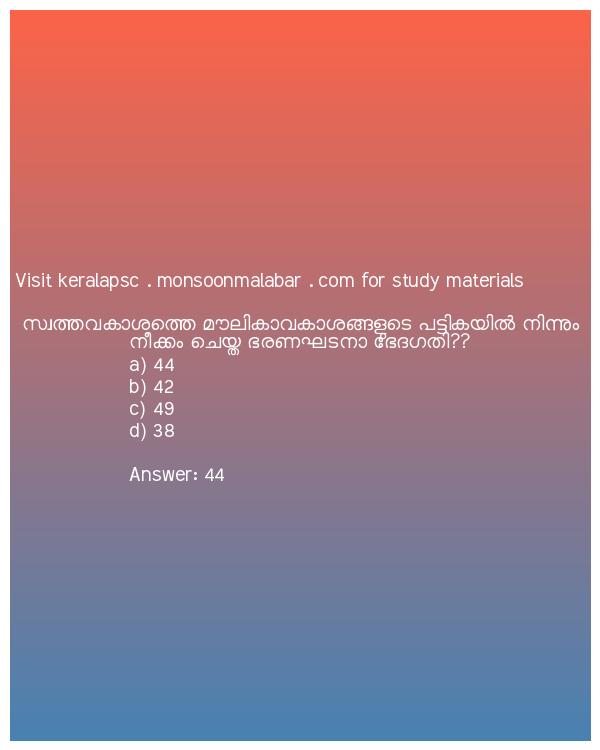 Visit keralapsc . monsoonmalabar . com for study materials
സ്വത്തവകാശത്തെ മൗലികാവകാശങ്ങളുടെ പട്ടികയിൽ നിന്നും
നീക്കം ചെയ്ത ഭരണഘടനാ ഭേദഗതി??
a) 44
b) 42
c) 49
d) 38
Answer: 44